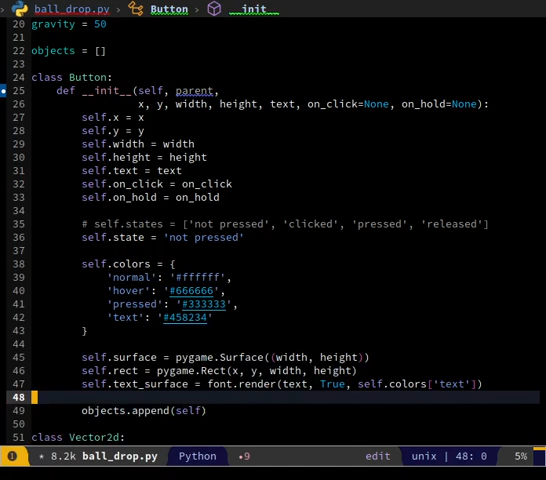 ball_drop.py > Button > __init__
20 gravity = 50
21
22 objects = []
23
24 class Button:
25     def __init__(self, parent,
26                  x, y, width, height, text, on_click=None, on_hold=None):
27         self.x = x
28         self.y = y
29         self.width = width
30         self.height = height
31         self.text = text
32         self.on_click = on_click
33         self.on_hold = on_hold
34
35         # self.states = ['not pressed', 'clicked', 'pressed', 'released']
36         self.state = 'not pressed'
37
38         self.colors = {
39             'normal': '#ffffff',
40             'hover': '#666666',
41             'pressed': '#333333',
42             'text': '#458234'
43         }
44
45         self.surface = pygame.Surface((width, height))
46         self.rect = pygame.Rect(x, y, width, height)
47         self.text_surface = font.render(text, True, self.colors['text'])
48
49         objects.append(self)
50
51 class Vector2d:
* 8.2k ball_drop.py Python •9 edit unix | 48: 0 5%